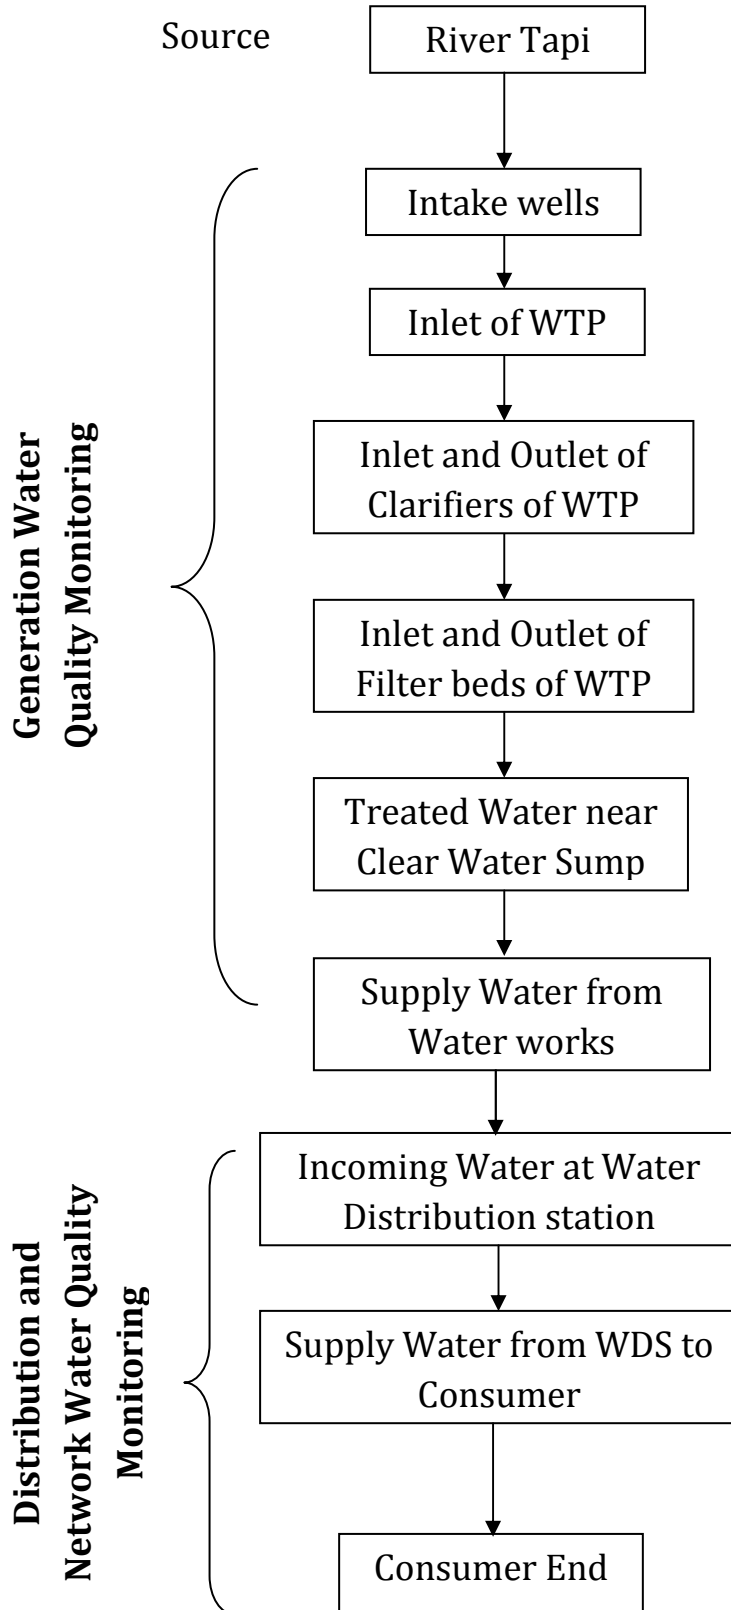 Source
River Tapi
Generation Water
Quality Monitoring
Intake wells
Inlet of WTP
Inlet and Outlet of
Clarifiers of WTP
Inlet and Outlet of
Filter beds of WTP
Treated Water near
Clear Water Sump
Supply Water from
Water works
Distribution and
Network Water Quality
Monitoring
Incoming Water at Water
Distribution station
Supply Water from WDS to
Consumer
Consumer End